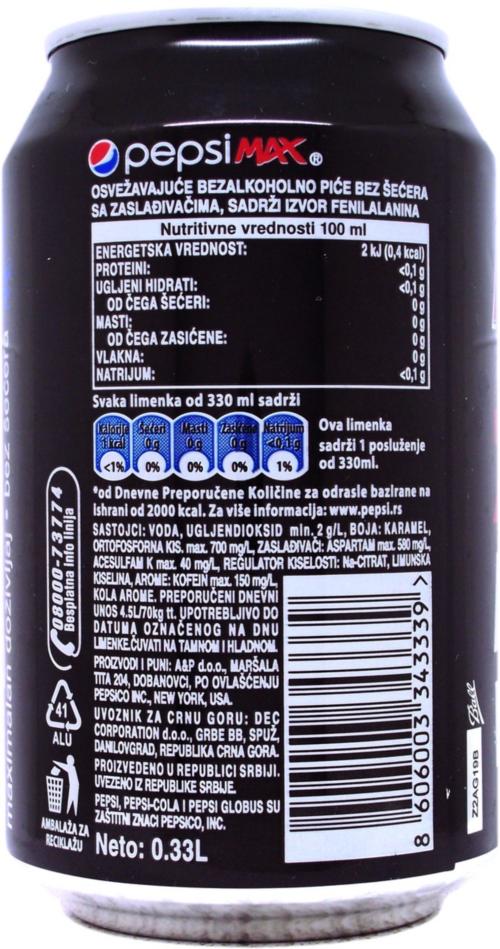 pepsi MAX®
OSVEŽAVAJUĆE BEZALKOHOLNO PIĆE BEZ ŠEĆERA
SA ZASLAĐIVAČIMA, SADRŽI IZVOR FENILALANINA
Nutritivne vrednosti 100 ml
ENERGETSKA VREDNOST: 2 kJ (0,4 kcal)
PROTEINI: <0,1 g
UGLJENI HIDRATI: <0,1 g
OD ČEGA ŠEĆERI: 0 g
MASTI: 0 g
OD ČEGA ZASIĆENE: 0 g
VLAKNA: 0 g
NATRIJUM: <0,1 g
Svaka limenka od 330 ml sadrži
Kalorije Šećeri Masti Zasićene Natrijum
1 kcal 0 g 0 g 0 g <0,1 g
<1% 0% 0% 0% 1%
Ova limenka
sadrži 1 posluženje
od 330ml.
*od Dnevne Preporučene Količine za odrasle bazirane na
ishrani od 2000 kcal. Za više informacija: www.pepsi.rs
SASTOJCI: VODA, UGLJENDIOKSID min. 2 g/L, BOJA: KARAMEL,
ORTOFOSFORNA KIS. max. 700 mg/L, ZASLAĐIVAČI: ASPARTAM max. 580 mg/L,
ACESULFAM K max. 40 mg/L, REGULATOR KISELOSTI: Na-CITRAT, LIMUNSKA
KISELINA, AROME: KOFEIN max. 150 mg/L,
KOLA AROME. PREPORUČENI DNEVNI
UNOS 4.5L/70kg tt. UPOTREBLJIVO DO
DATUMA OZNAČENOG NA DNU
LIMENKE.ČUVATI NA TAMNOM I HLADNOM.
PROIZVODI I PUNI: A&P d.o.o., MARŠALA
TITA 204, DOBANOVCI, PO OVLAŠĆENJU
PEPSICO INC., NEW YORK, USA.
UVOZNIK ZA CRNU GORU: DEC
CORPORATION d.o.o., GRBE BB, SPUŽ,
DANILOVGRAD, REPUBLIKA CRNA GORA.
PROIZVEDENO U REPUBLICI SRBIJI.
UVEZENO IZ REPUBLIKE SRBIJE.
PEPSI, PEPSI-COLA I PEPSI GLOBUS SU
ZAŠTITNI ZNACI PEPSICO, INC.
Neto: 0.33L
08000-73774
Besplatna info linija
41
ALU
AMBALAŽA ZA
RECIKLAŽU
8 606003 343339 >
Ball
Z2AG19B
maximalan doživljaj • bez šećera